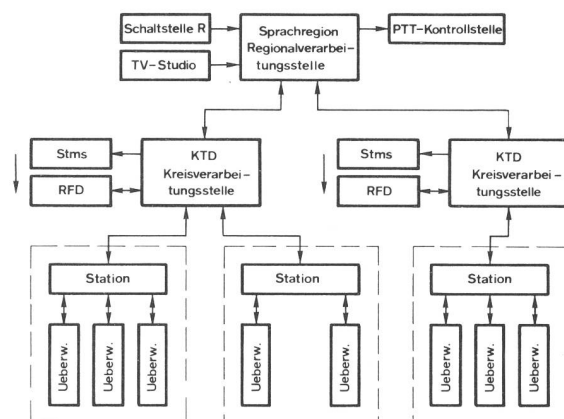 Schaltstelle R
TV-Studio
Sprachregion
Regionalverarbei-
tungsstelle
PTT-Kontrollstelle
Stms
RFD
KTD
Kreisverarbei-
tungsstelle
Stms
RFD
KTD
Kreisverarbei-
tungsstelle
Station
Station
Station
Ueberw.
Ueberw.
Ueberw.
Ueberw.
Ueberw.
Ueberw.
Ueberw.
Ueberw.